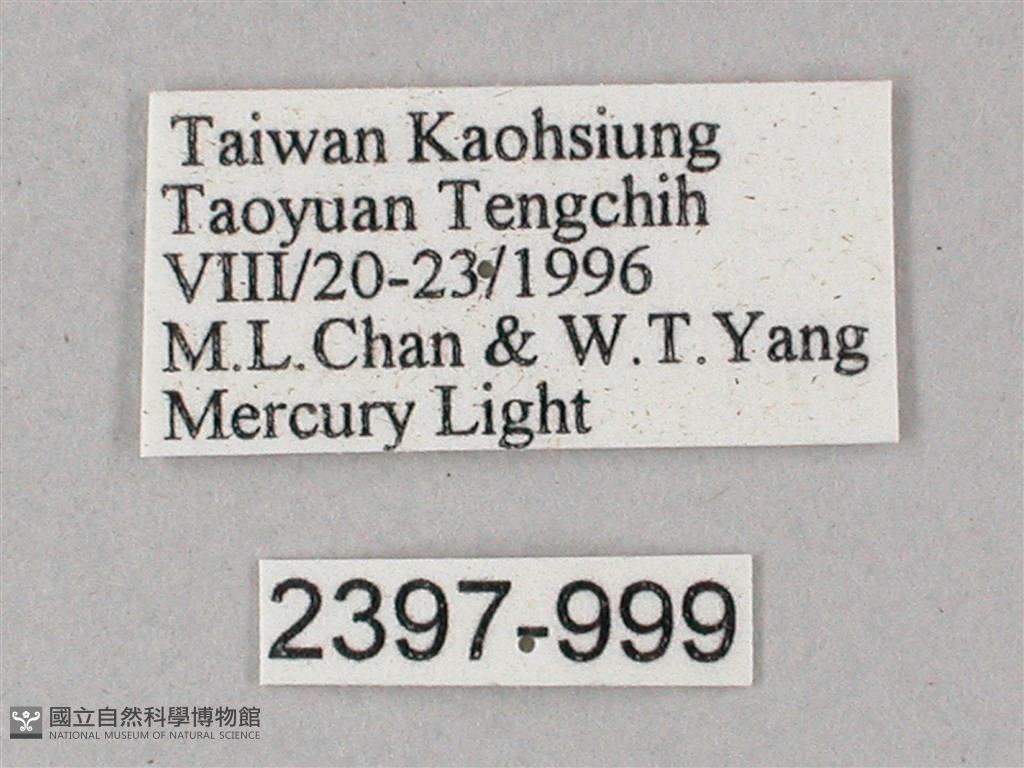 Taiwan Kaohsiung
Taoyuan Tengchih
VIII/20-23/1996
M.L.Chan & W.T.Yang
Mercury Light
2397-999
國立自然科學博物館
NATIONAL MUSEUM OF NATURAL SCIENCE